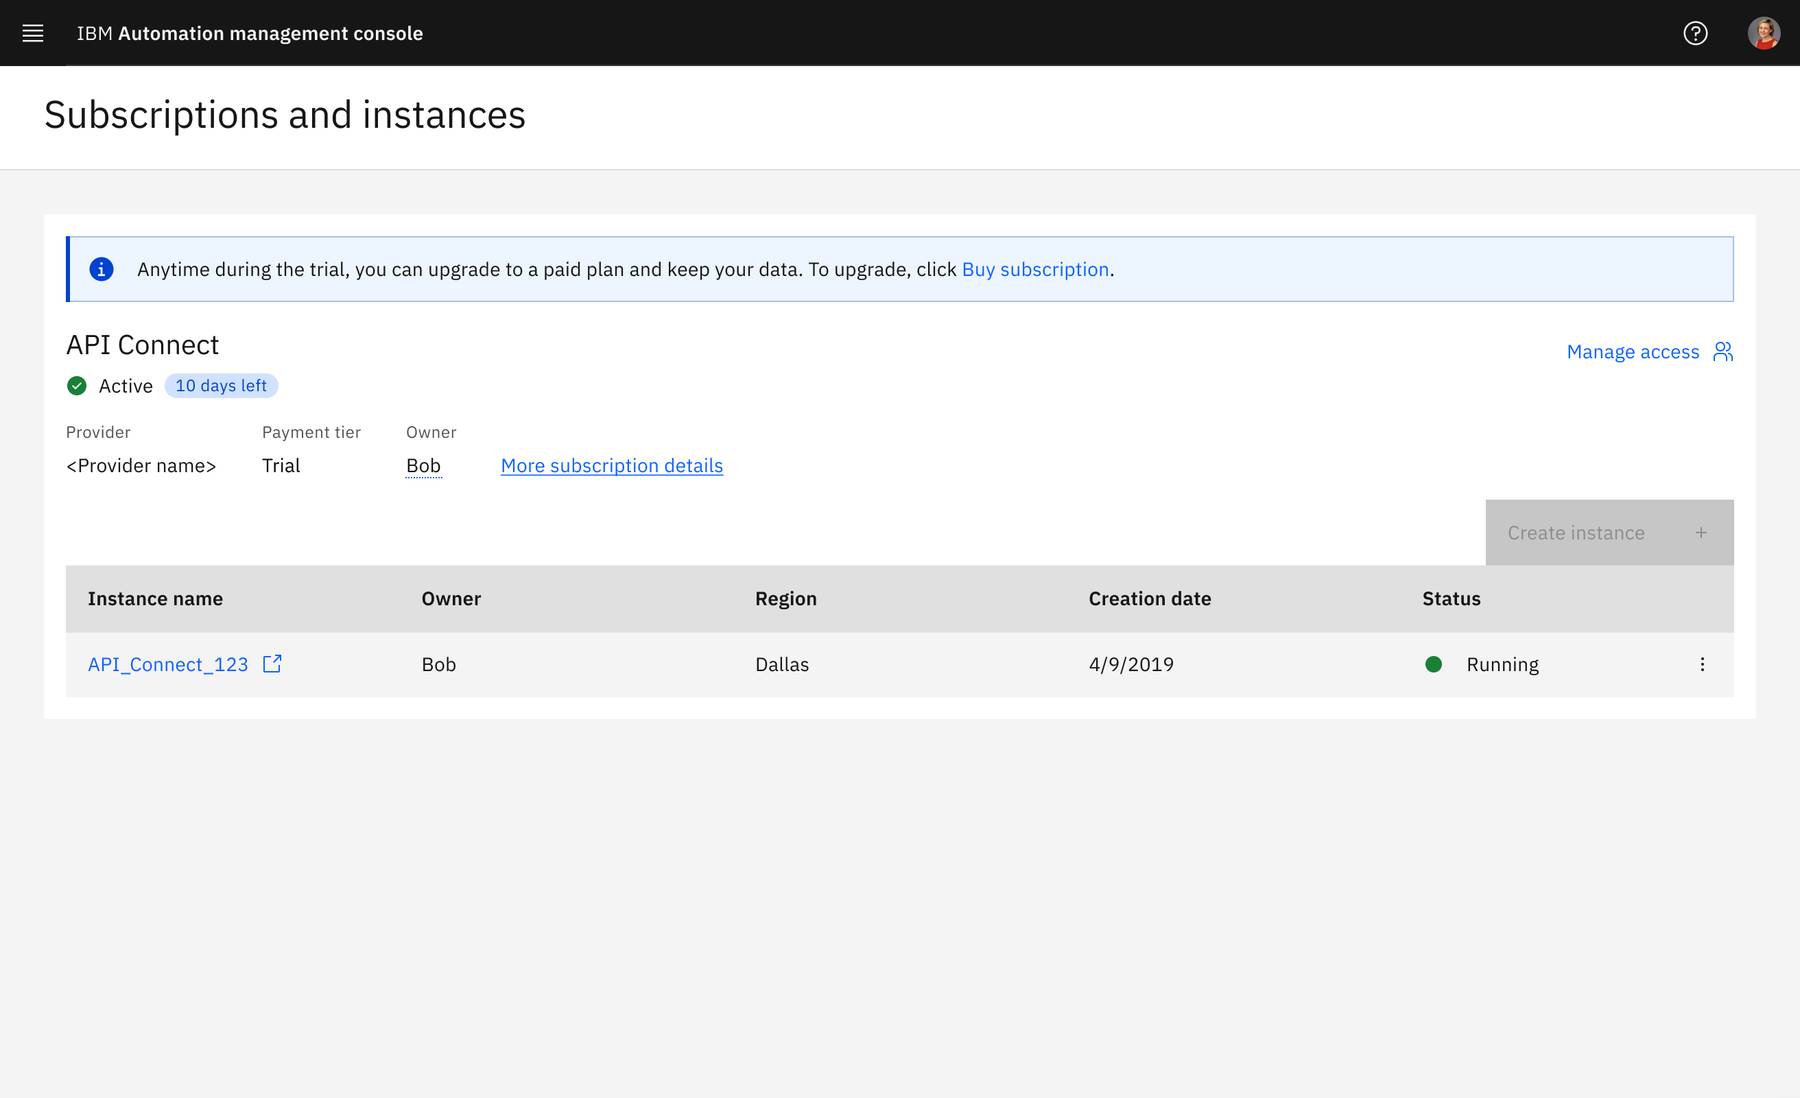 IBM Automation management console
Subscriptions and instances
Anytime during the trial, you can upgrade to a paid plan and keep your data. To upgrade, click Buy subscription.
API Connect
Manage access
Active 10 days left
Provider Payment tier Owner
<Provider name> Trial Bob More subscription details
Create instance +
Instance name Owner Region Creation date Status
API_Connect_123 Bob Dallas 4/9/2019 Running